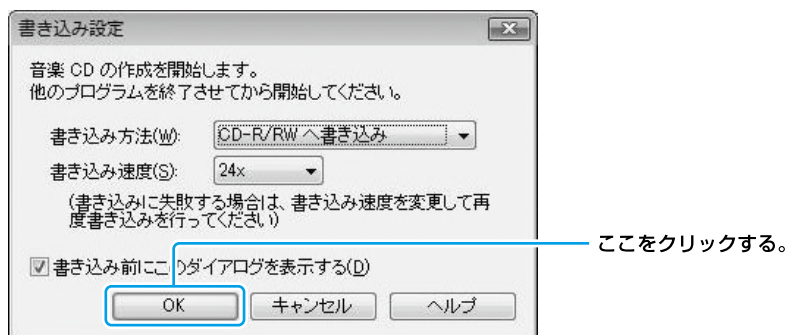 書き込み設定
音楽 CD の作成を開始します。
他のプログラムを終了させてから開始してください。
書き込み方法(W): CD-R/RW へ書き込み
書き込み速度(S): 24x
(書き込みに失敗する場合は、書き込み速度を変更して再
度書き込みを行ってください)
ここをクリックする。
書き込み前にこのダイアログを表示する(D)
OK キャンセル ヘルプ